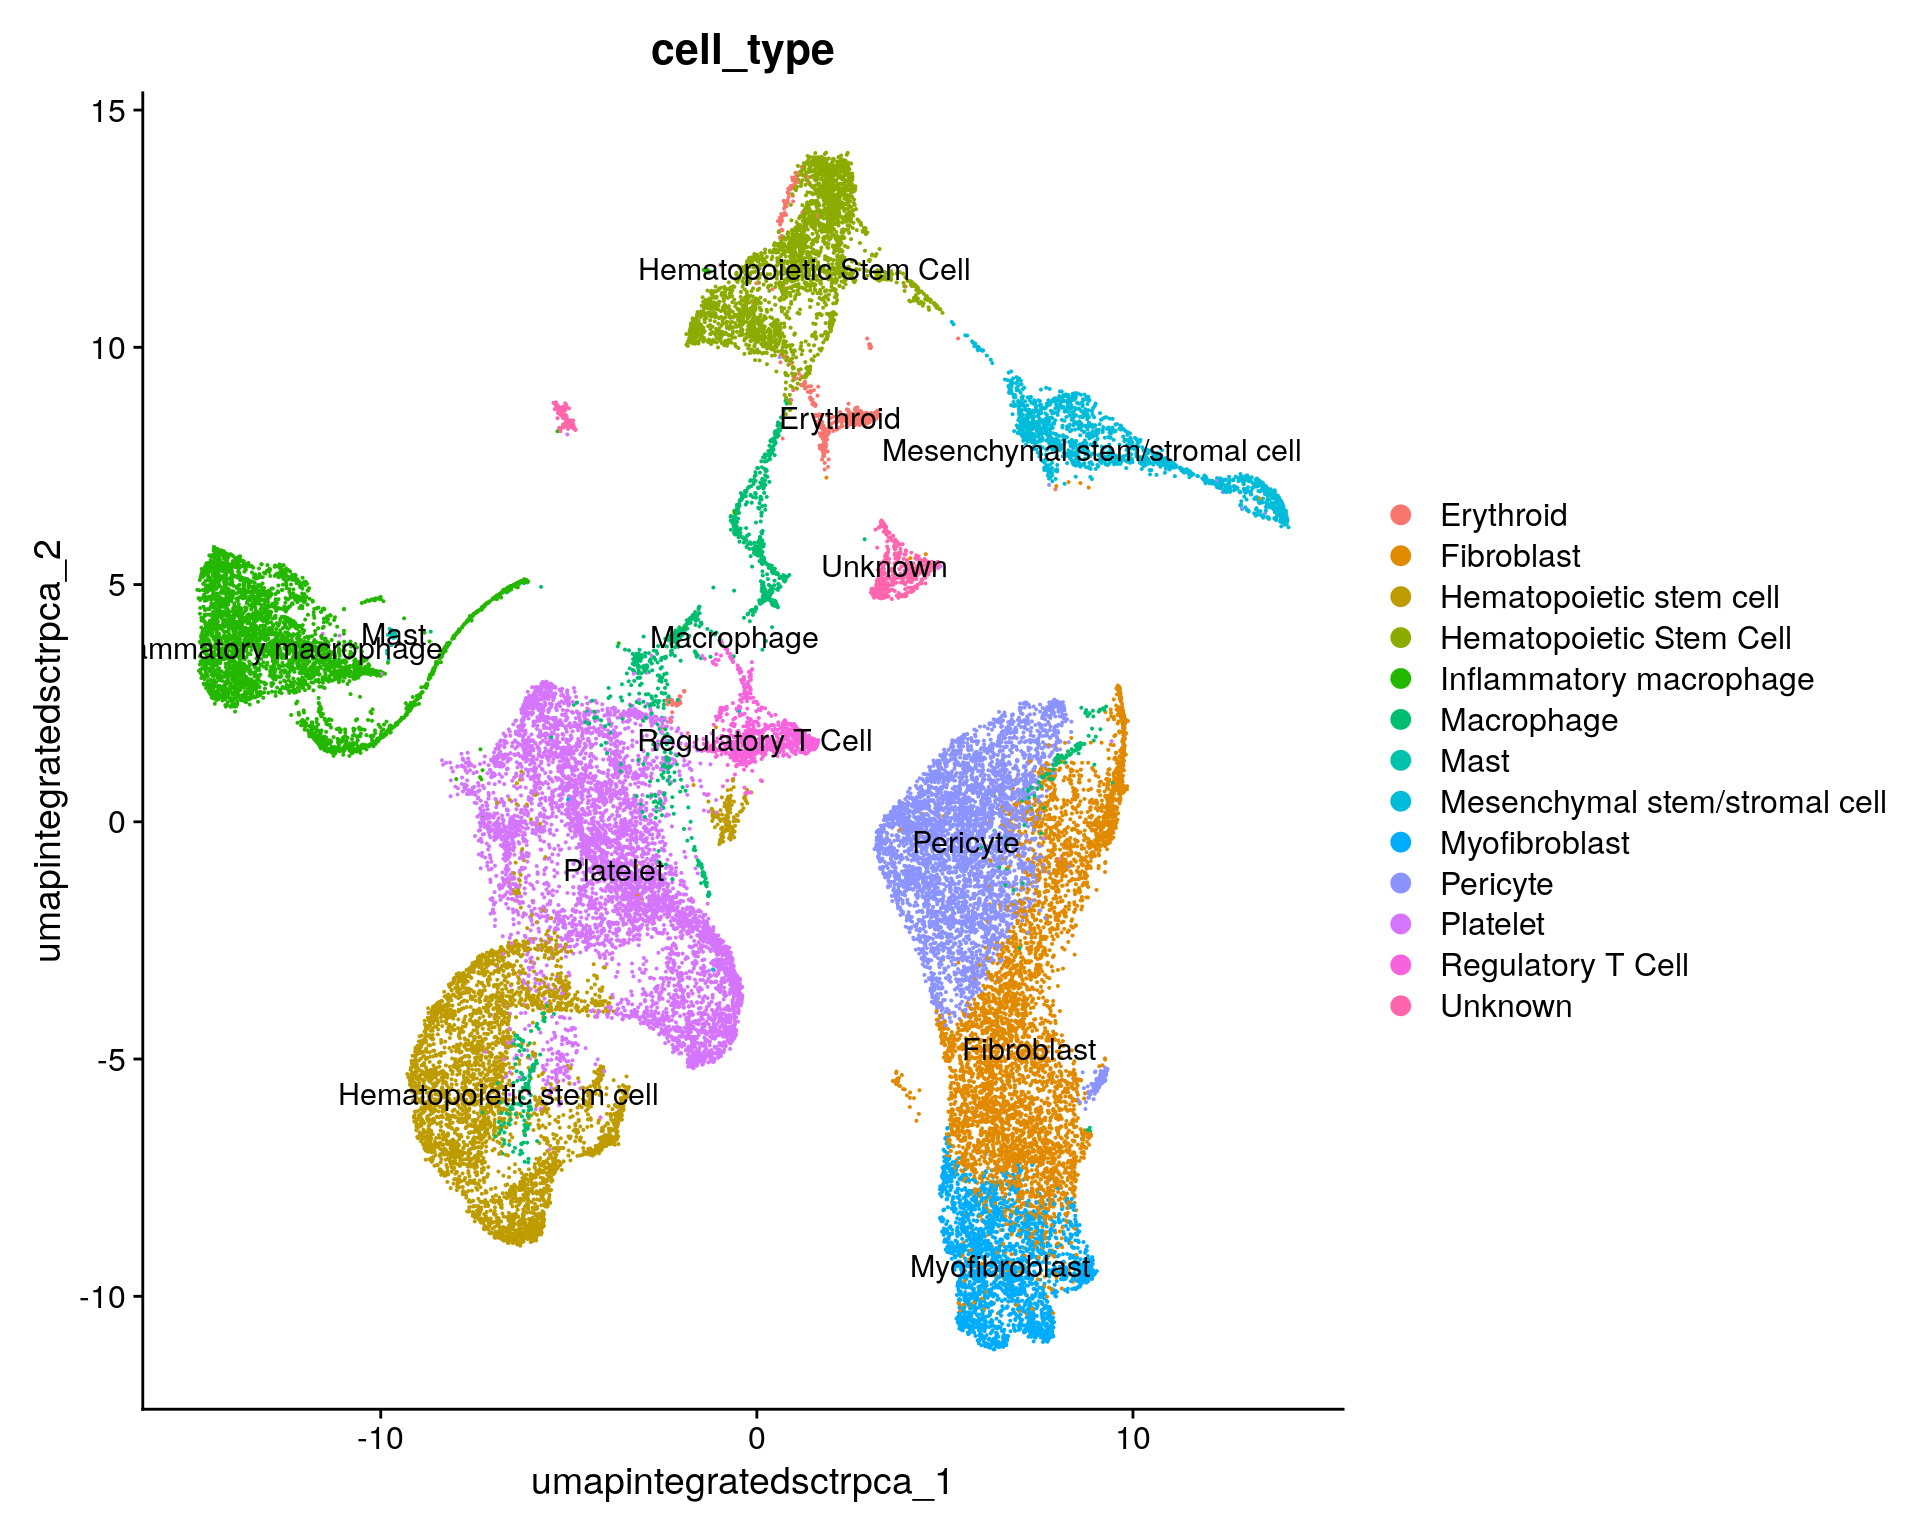 cell_type
15
10
5
0
-5
-10
umapintegratedsctrpca_2
Hematopoietic Stem Cell
Erythroid
Mesenchymal stem/stromal cell
Unknown
Mast
ammatory macrophage
Macrophage
Regulatory T Cell
Pericyte
Platelet
Fibroblast
Hematopoietic stem cell
Myofibroblast
-10
0
10
umapintegratedsctrpca_1
Erythroid
Fibroblast
Hematopoietic stem cell
Hematopoietic Stem Cell
Inflammatory macrophage
Macrophage
Mast
Mesenchymal stem/stromal cell
Myofibroblast
Pericyte
Platelet
Regulatory T Cell
Unknown